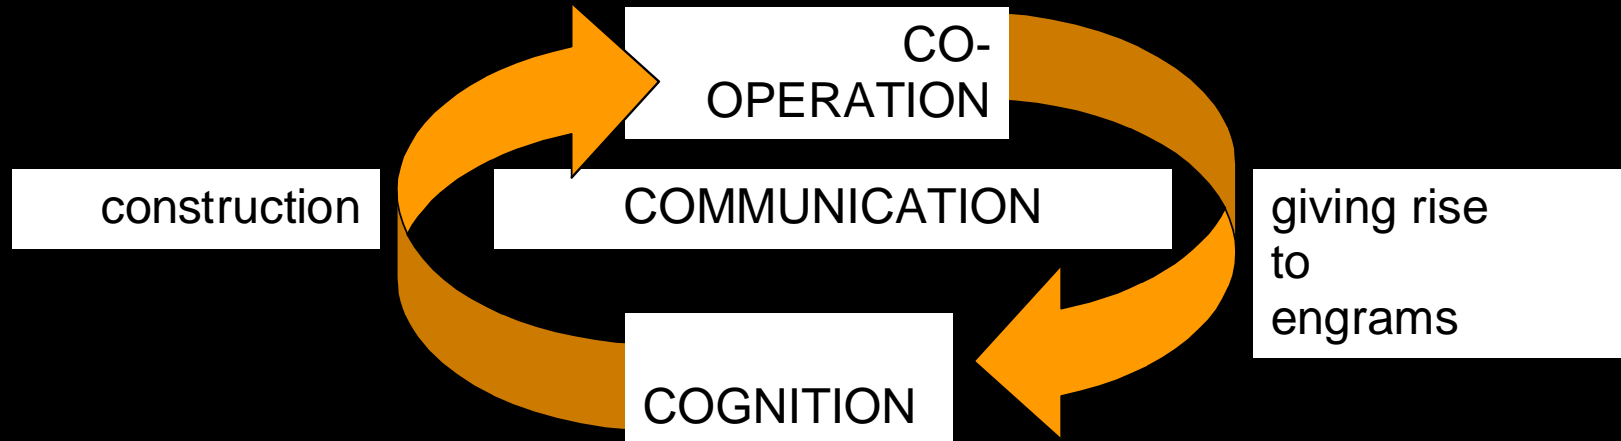 CO-
OPERATION
construction
COMMUNICATION
giving rise
to
engrams
COGNITION